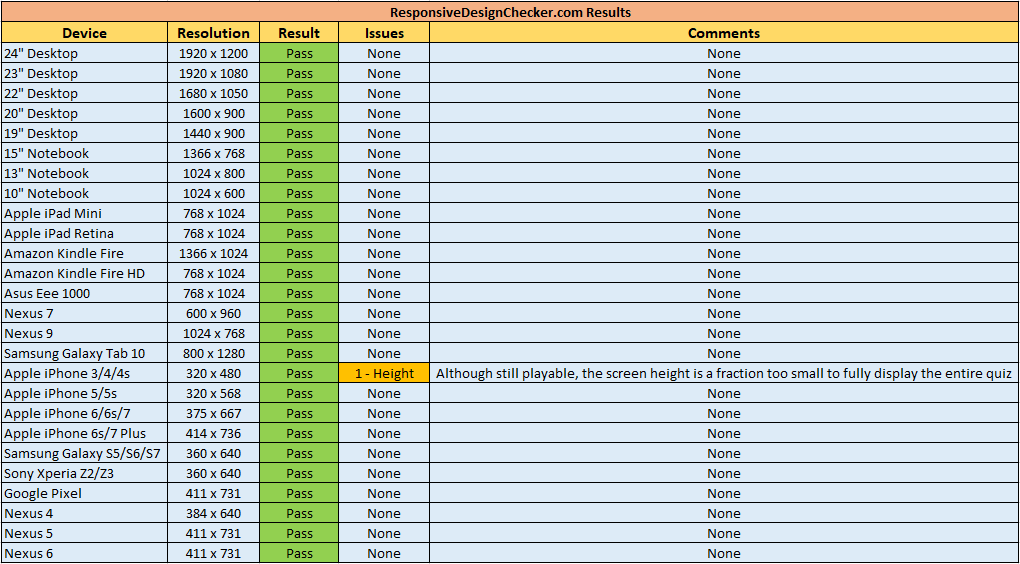 ResponsiveDesignChecker.com Results
Device Resolution Result Issues Comments
24" Desktop 1920 x 1200 Pass None None
23" Desktop 1920 x 1080 Pass None None
22" Desktop 1680 x 1050 Pass None None
20" Desktop 1600 x 900 Pass None None
19" Desktop 1440 x 900 Pass None None
15" Notebook 1366 x 768 Pass None None
13" Notebook 1024 x 800 Pass None None
10" Notebook 1024 x 600 Pass None None
Apple iPad Mini 768 x 1024 Pass None None
Apple iPad Retina 768 x 1024 Pass None None
Amazon Kindle Fire 1366 x 1024 Pass None None
Amazon Kindle Fire HD 768 x 1024 Pass None None
Asus Eee 1000 768 x 1024 Pass None None
Nexus 7 600 x 960 Pass None None
Nexus 9 1024 x 768 Pass None None
Samsung Galaxy Tab 10 800 x 1280 Pass None None
Apple iPhone 3/4/4s 320 x 480 Pass 1 - Height Although still playable, the screen height is a fraction too small to fully display the entire quiz
Apple iPhone 5/5s 320 x 568 Pass None None
Apple iPhone 6/6s/7 375 x 667 Pass None None
Apple iPhone 6s/7 Plus 414 x 736 Pass None None
Samsung Galaxy S5/S6/S7 360 x 640 Pass None None
Sony Xperia Z2/Z3 360 x 640 Pass None None
Google Pixel 411 x 731 Pass None None
Nexus 4 384 x 640 Pass None None
Nexus 5 411 x 731 Pass None None
Nexus 6 411 x 731 Pass None None